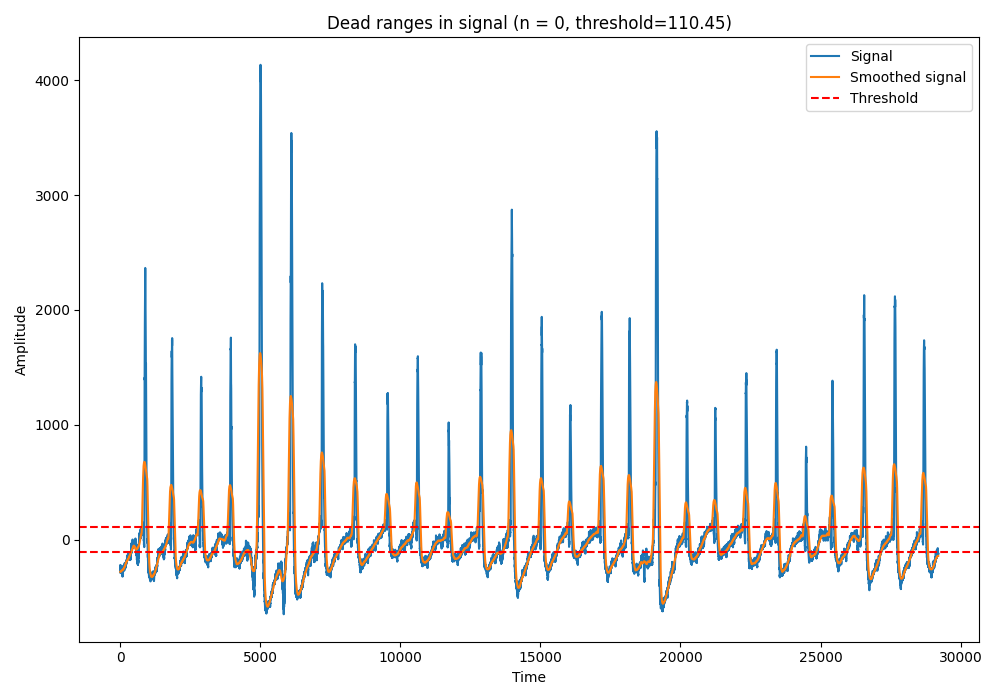 Dead ranges in signal (n = 0, threshold=110.45)
Signal
Smoothed signal
Threshold
Amplitude
4000
3000
2000
1000
0
0
5000
10000
15000
20000
25000
30000
Time